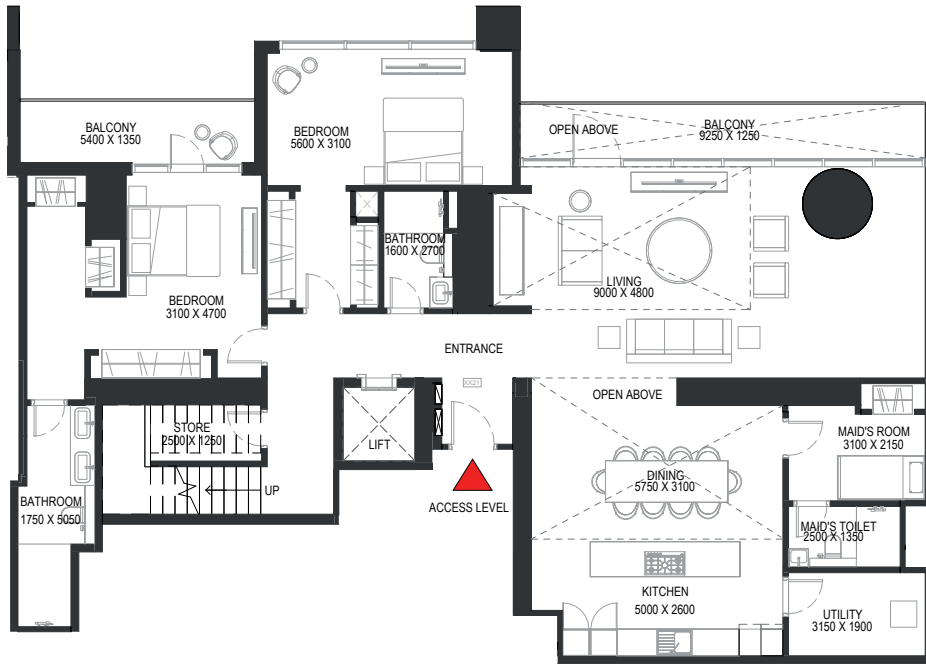 BALCONY
5400 X 1350
BEDROOM
5600 X 3100
OPEN ABOVE
BALCONY
9250 X 1250
BATHROOM
1600 X 2700
BEDROOM
3100 X 4700
LIVING
9000 X 4800
ENTRANCE
XX21
OPEN ABOVE
STORE
2500 X 1250
LIFT
MAID'S ROOM
3100 X 2150
DINING
5750 X 3100
UP
BATHROOM
1750 X 5050
ACCESS LEVEL
MAID'S TOILET
2500 X 1350
KITCHEN
5000 X 2600
UTILITY
3150 X 1900